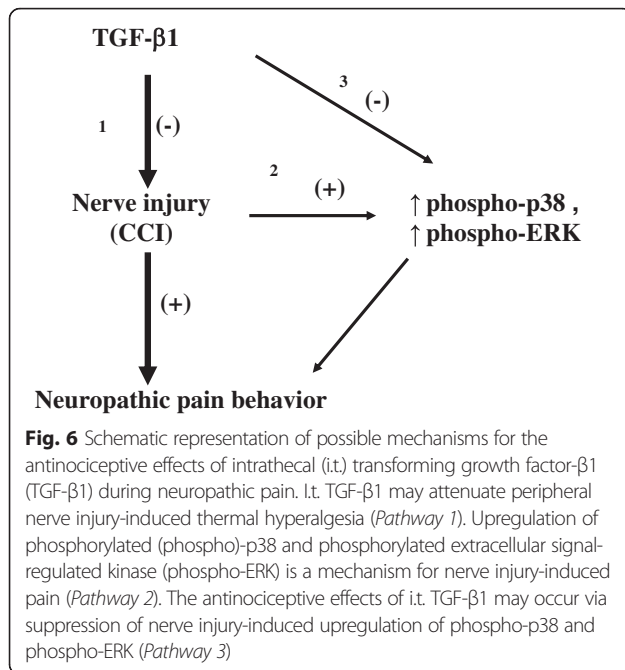 TGF-β1
3
(-)
1
(-)
2
(+)
Nerve injury
(CCI)
↑ phospho-p38 ,
↑ phospho-ERK
(+)
Neuropathic pain behavior
Fig. 6 Schematic representation of possible mechanisms for the
antinociceptive effects of intrathecal (i.t.) transforming growth factor-β1
(TGF-β1) during neuropathic pain. I.t. TGF-β1 may attenuate peripheral
nerve injury-induced thermal hyperalgesia (Pathway 1). Upregulation of
phosphorylated (phospho)-p38 and phosphorylated extracellular signal-
regulated kinase (phospho-ERK) is a mechanism for nerve injury-induced
pain (Pathway 2). The antinociceptive effects of i.t. TGF-β1 may occur via
suppression of nerve injury-induced upregulation of phospho-p38 and
phospho-ERK (Pathway 3)